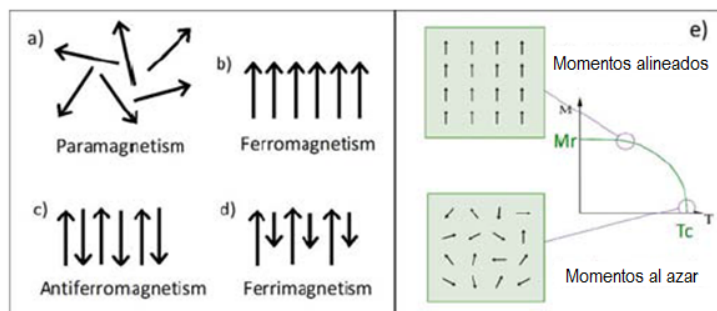 a)
Paramagnetism
b)
Ferromagnetism
c)
Antiferromagnetism
d)
Ferrimagnetism
e)
Momentos alineados
M
Mr
T
Tc
Momentos al azar